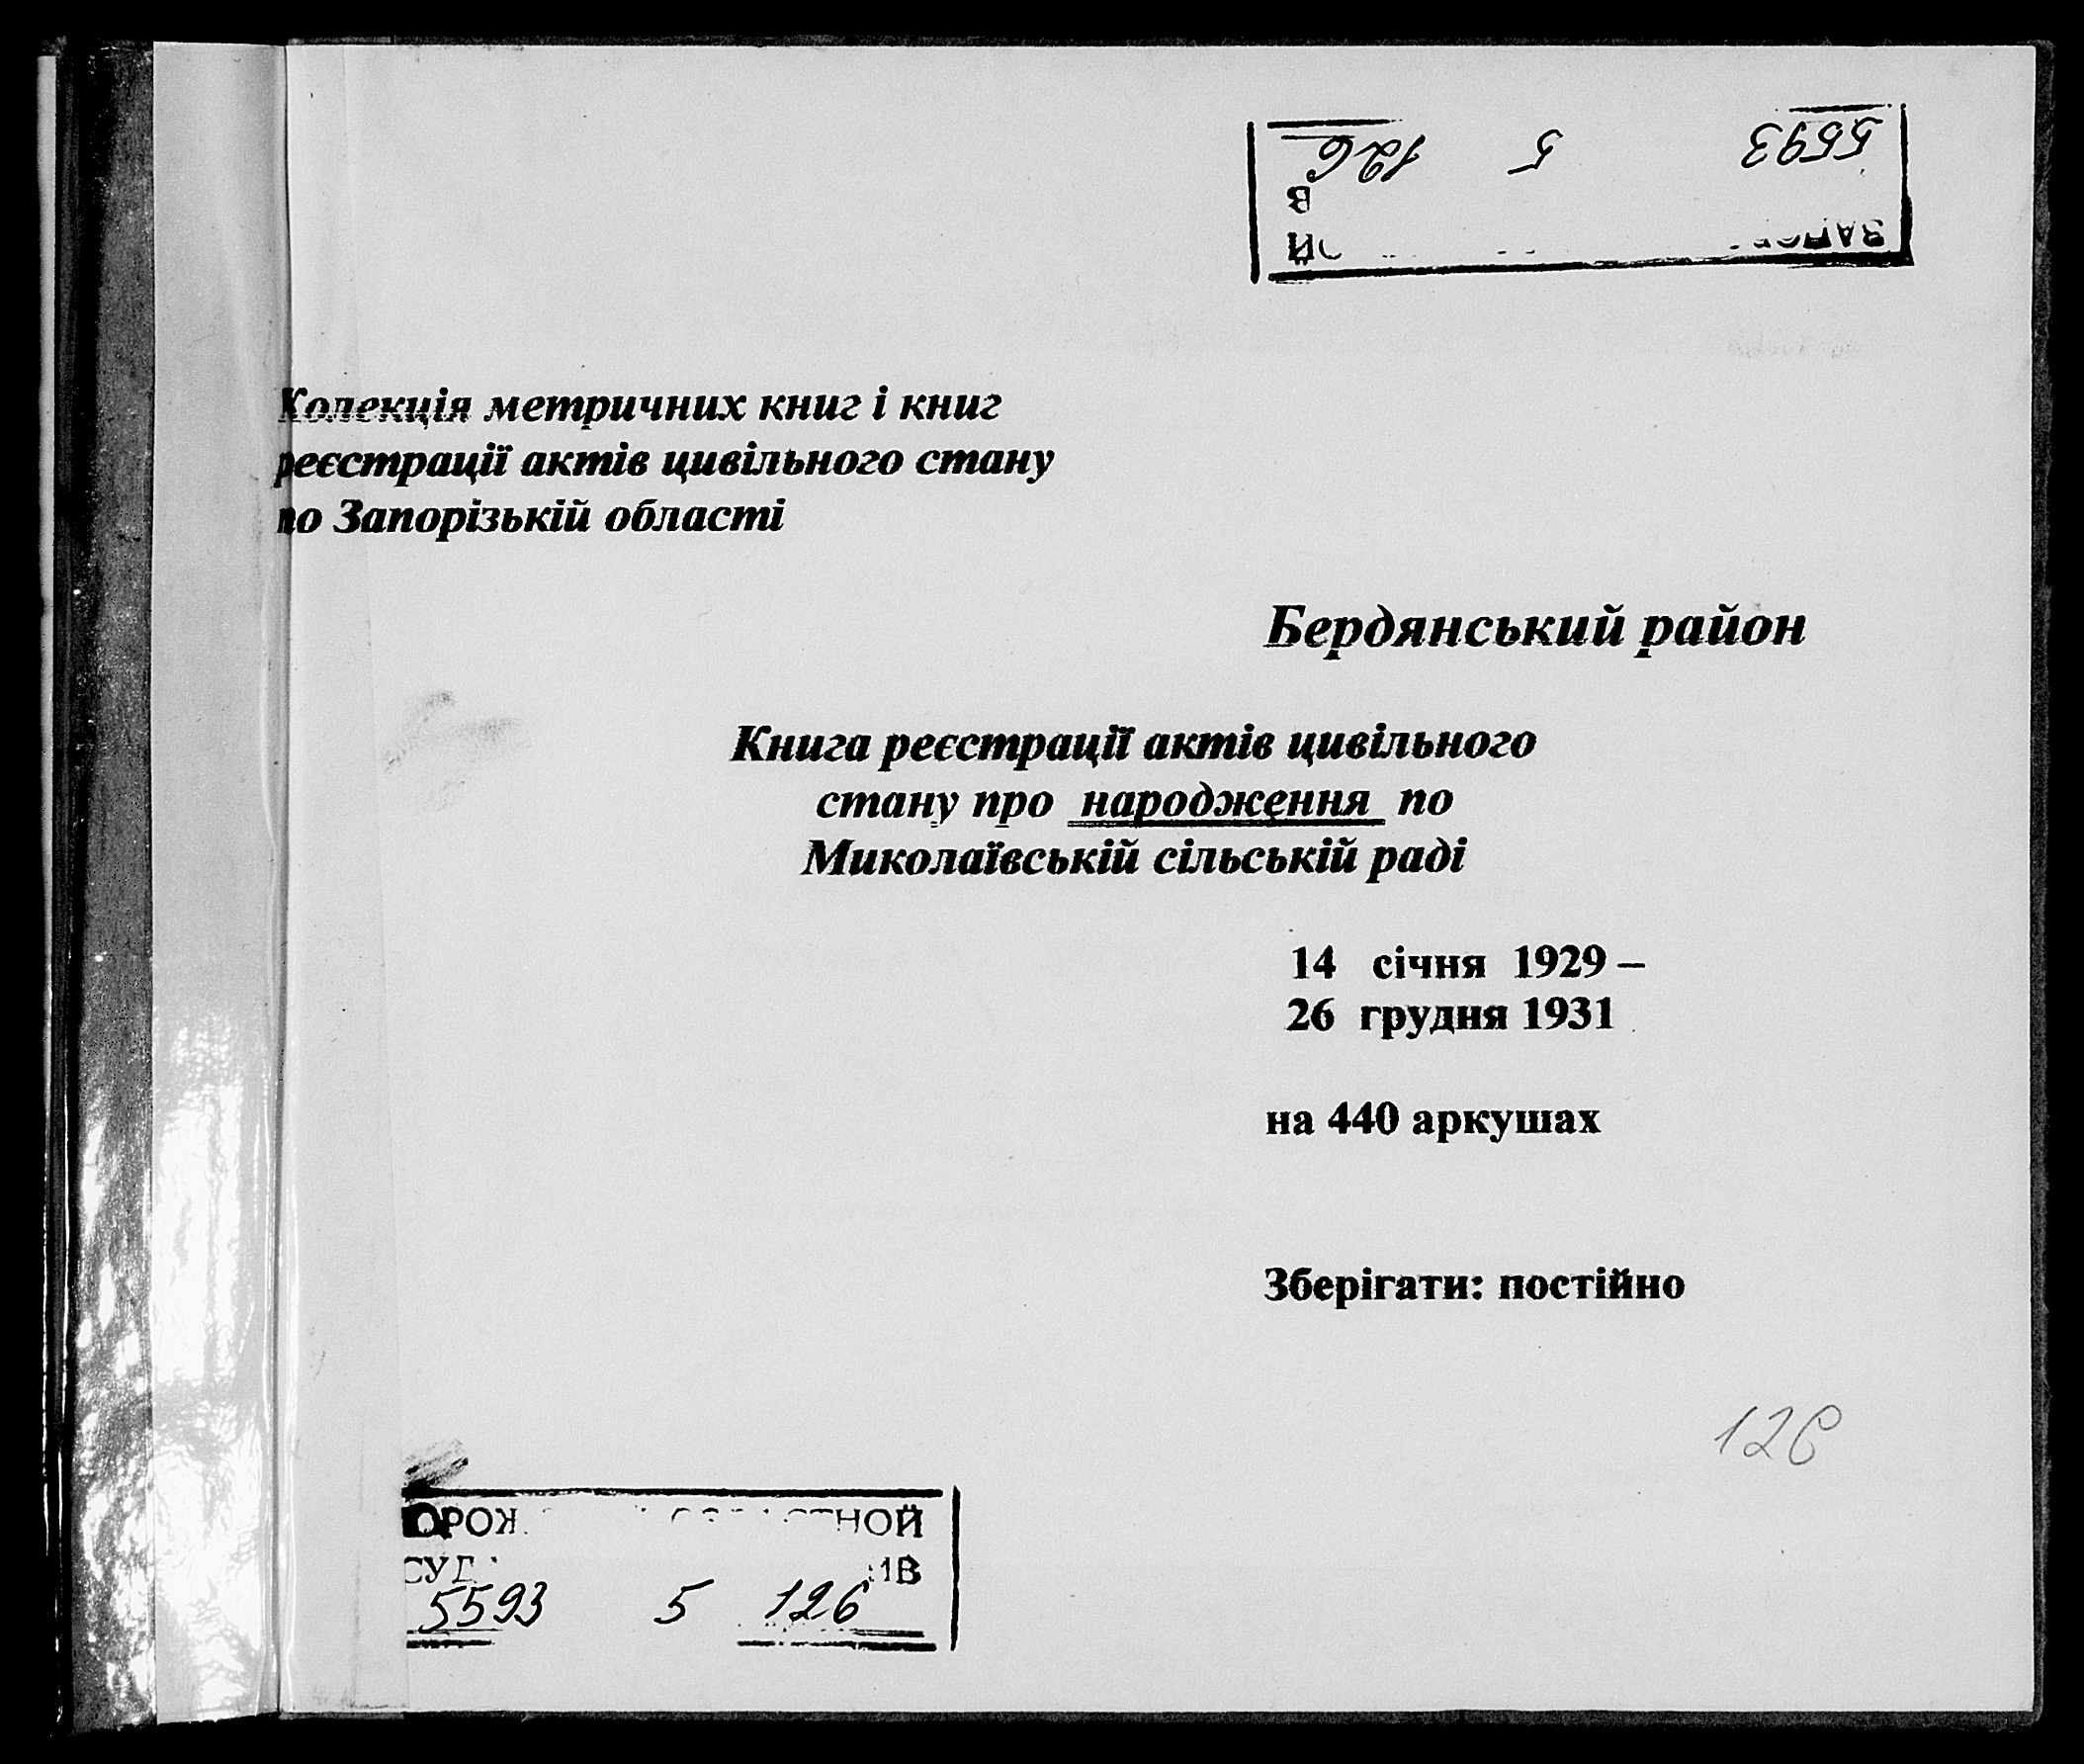 5593 5 126
В
Колекція метричних книг і книг
реєстрації актів цивільного стану
по Запорізькій області
Бердянський район
Книга реєстрації актів цивільного
стану про народження по
Миколаївській сільській раді
14 січня 1929 –
26 грудня 1931
на 440 аркушах
Зберігати: постійно
126
5593 5 126